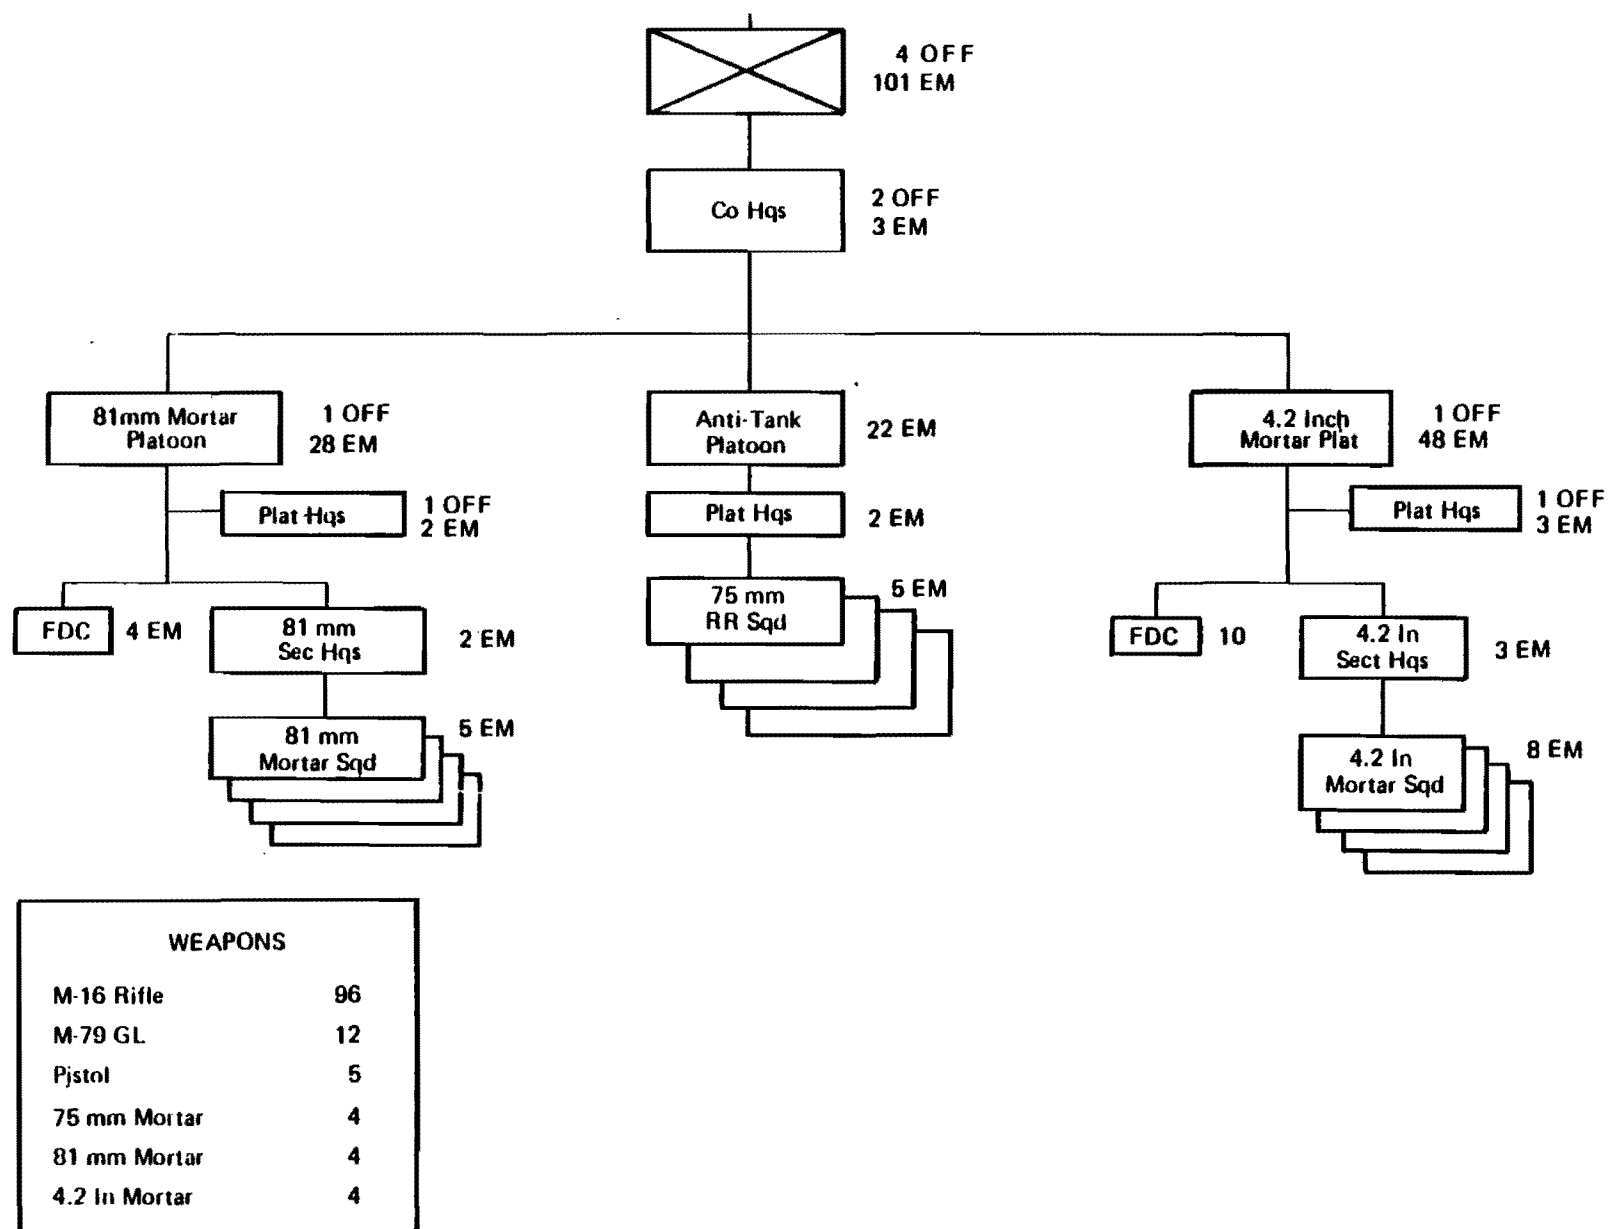 4 OFF
101 EM
Co Hqs
2 OFF
3 EM
81mm Mortar
Platoon
1 OFF
28 EM
Anti-Tank
Platoon
22 EM
4.2 Inch
Mortar Plat
1 OFF
48 EM
Plat Hqs
1 OFF
2 EM
Plat Hqs
2 EM
Plat Hqs
1 OFF
3 EM
FDC
4 EM
81 mm
Sec Hqs
2 EM
75 mm
RR Sqd
5 EM
FDC
10
4.2 In
Sect Hqs
3 EM
81 mm
Mortar Sqd
5 EM
4.2 In
Mortar Sqd
8 EM
WEAPONS
M-16 Rifle 96
M-79 GL 12
Pjstol 5
75 mm Mortar 4
81 mm Mortar 4
4.2 In Mortar 4